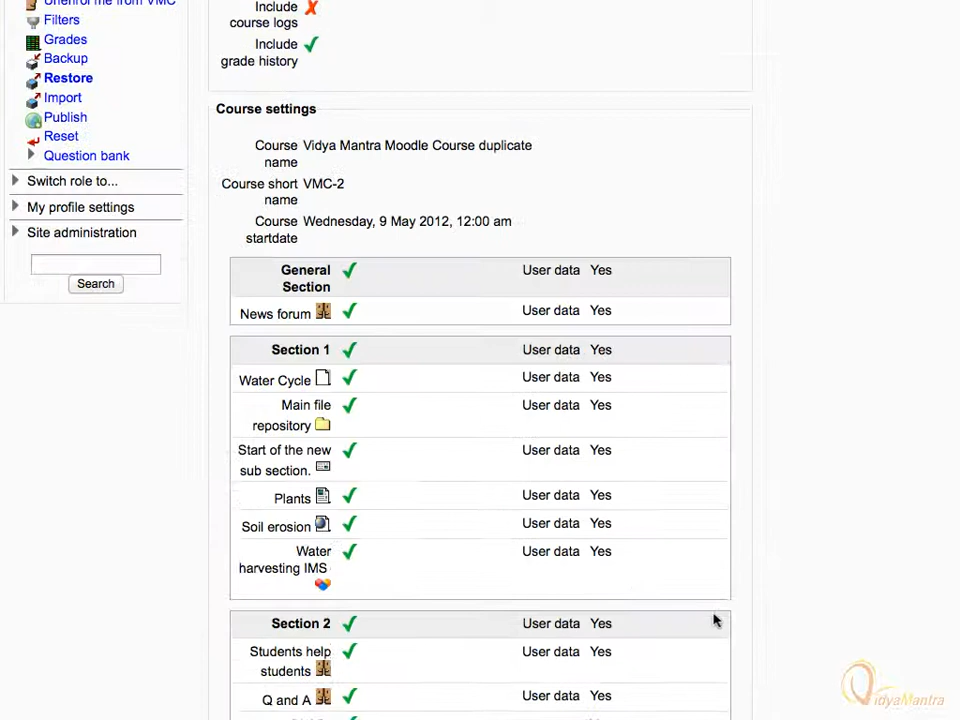 Unenrol me from VMC
Filters
Grades
Backup
Restore
Import
Publish
Reset
Question bank
Switch role to...
My profile settings
Site administration
Search
Include
course logs
Include
grade history
Course settings
Course Vidya Mantra Moodle Course duplicate
name
Course short VMC-2
name
Course Wednesday, 9 May 2012, 12:00 am
startdate
General User data Yes
Section
News forum User data Yes
Section 1 User data Yes
Water Cycle User data Yes
Main file User data Yes
repository
Start of the new User data Yes
sub section.
Plants User data Yes
Soil erosion User data Yes
Water User data Yes
harvesting IMS
Section 2 User data Yes
Students help User data Yes
students
Q and A User data Yes
VidyaMantra